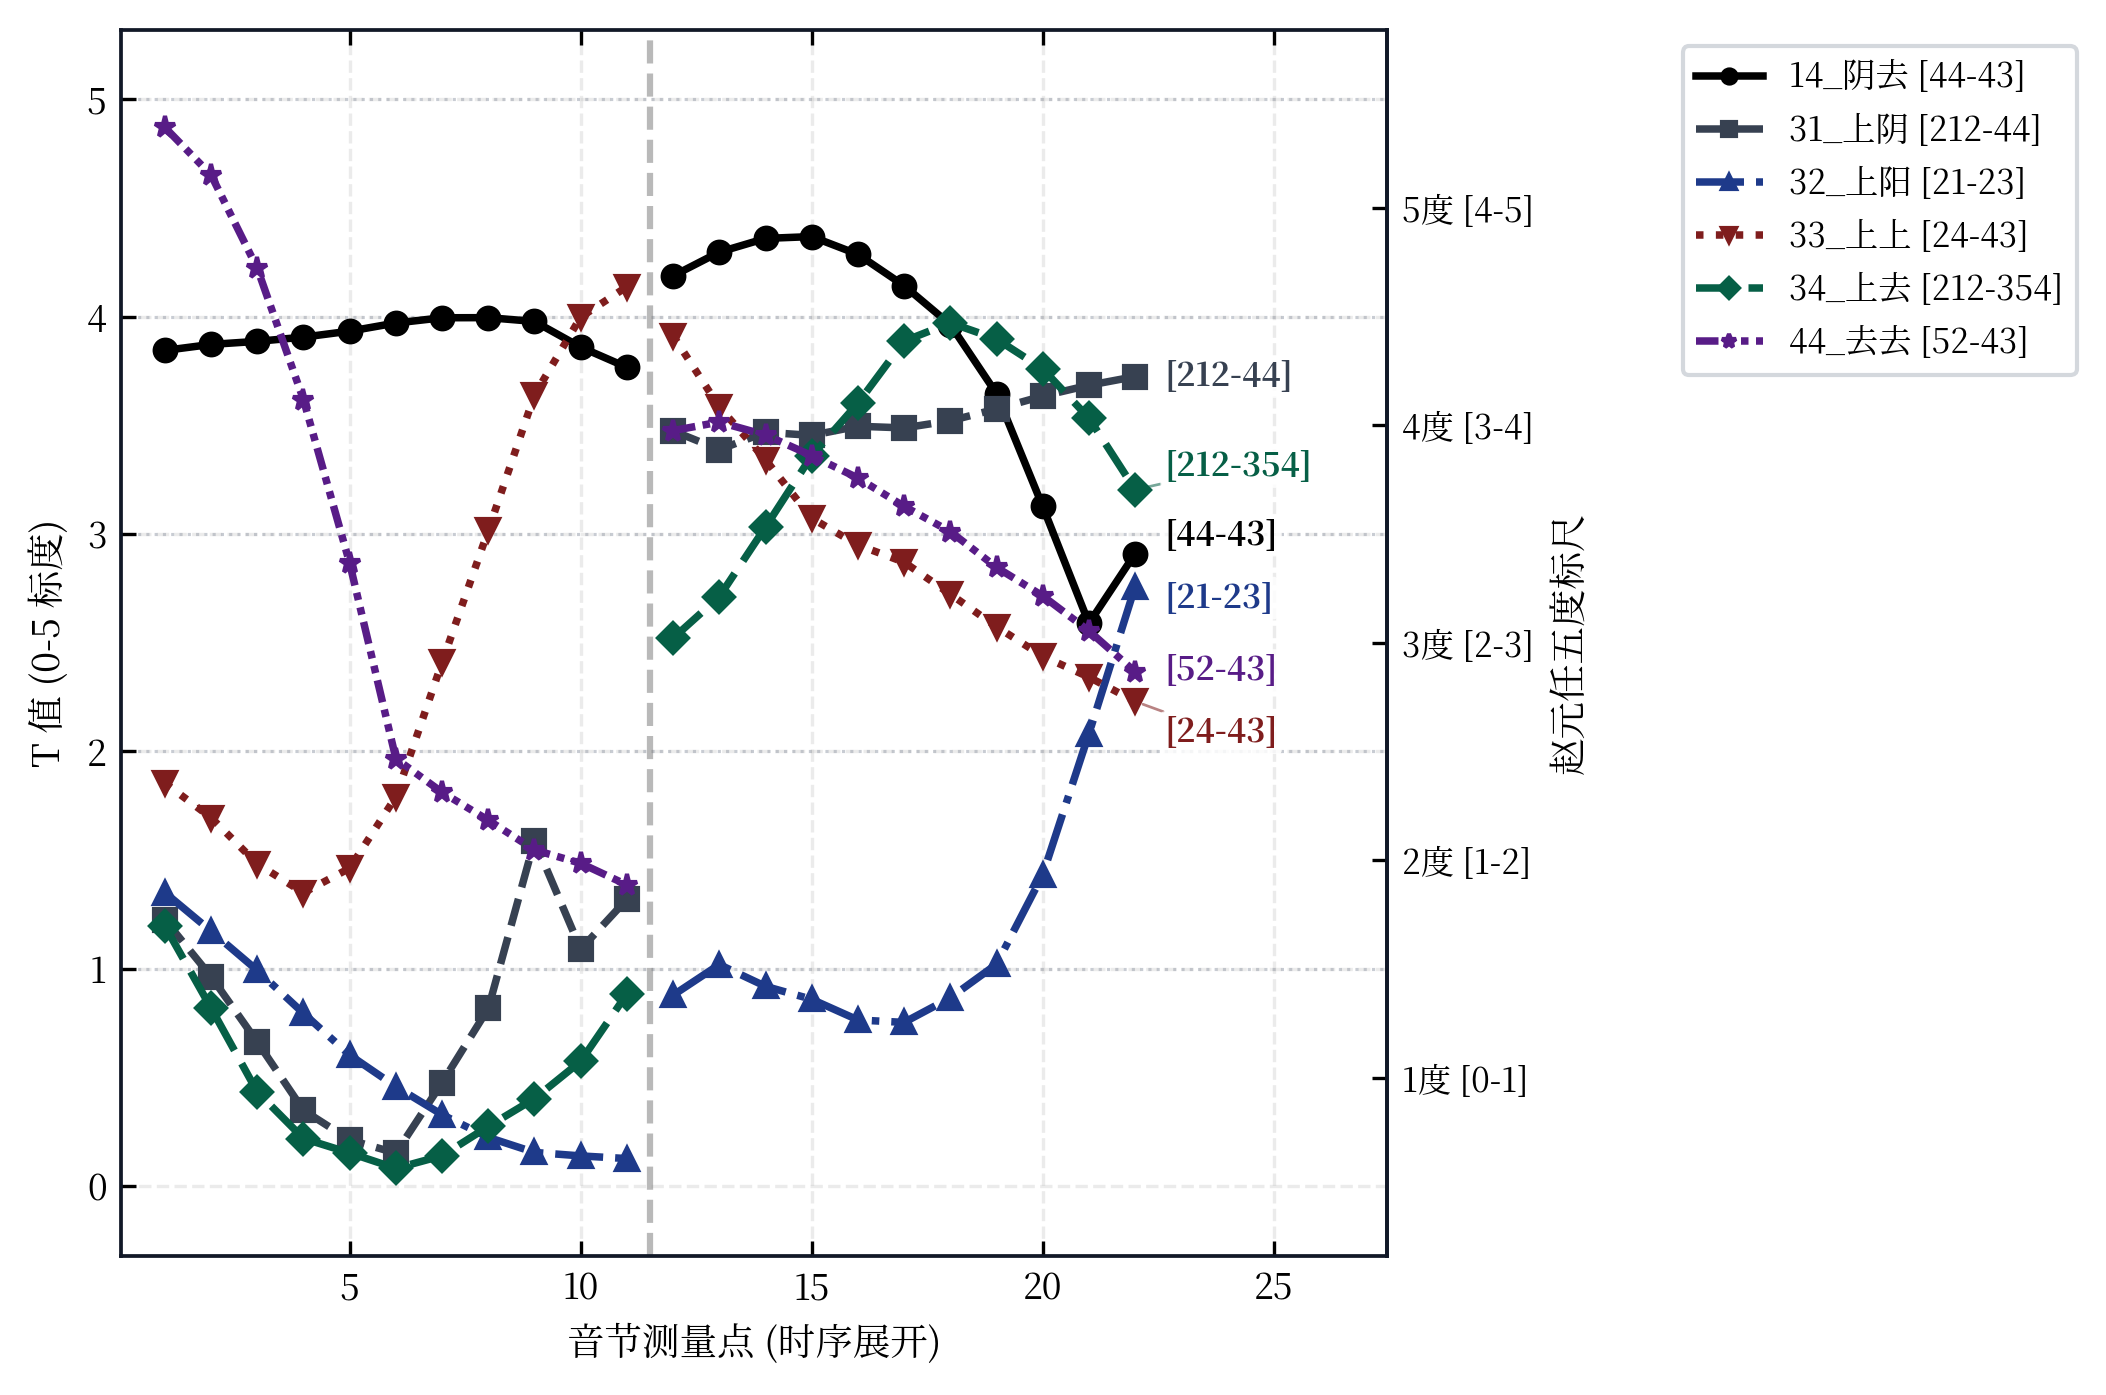 T 值 (0-5 标度)
5
4
3
2
1
0
5
10
15
20
25
音节测量点 (时序展开)
[212-44]
[212-354]
[44-43]
[21-23]
[52-43]
[24-43]
5度 [4-5]
4度 [3-4]
3度 [2-3]
2度 [1-2]
1度 [0-1]
赵元任五度标尺
14_阴去 [44-43]
31_上阴 [212-44]
32_上阳 [21-23]
33_上上 [24-43]
34_上去 [212-354]
44_去去 [52-43]